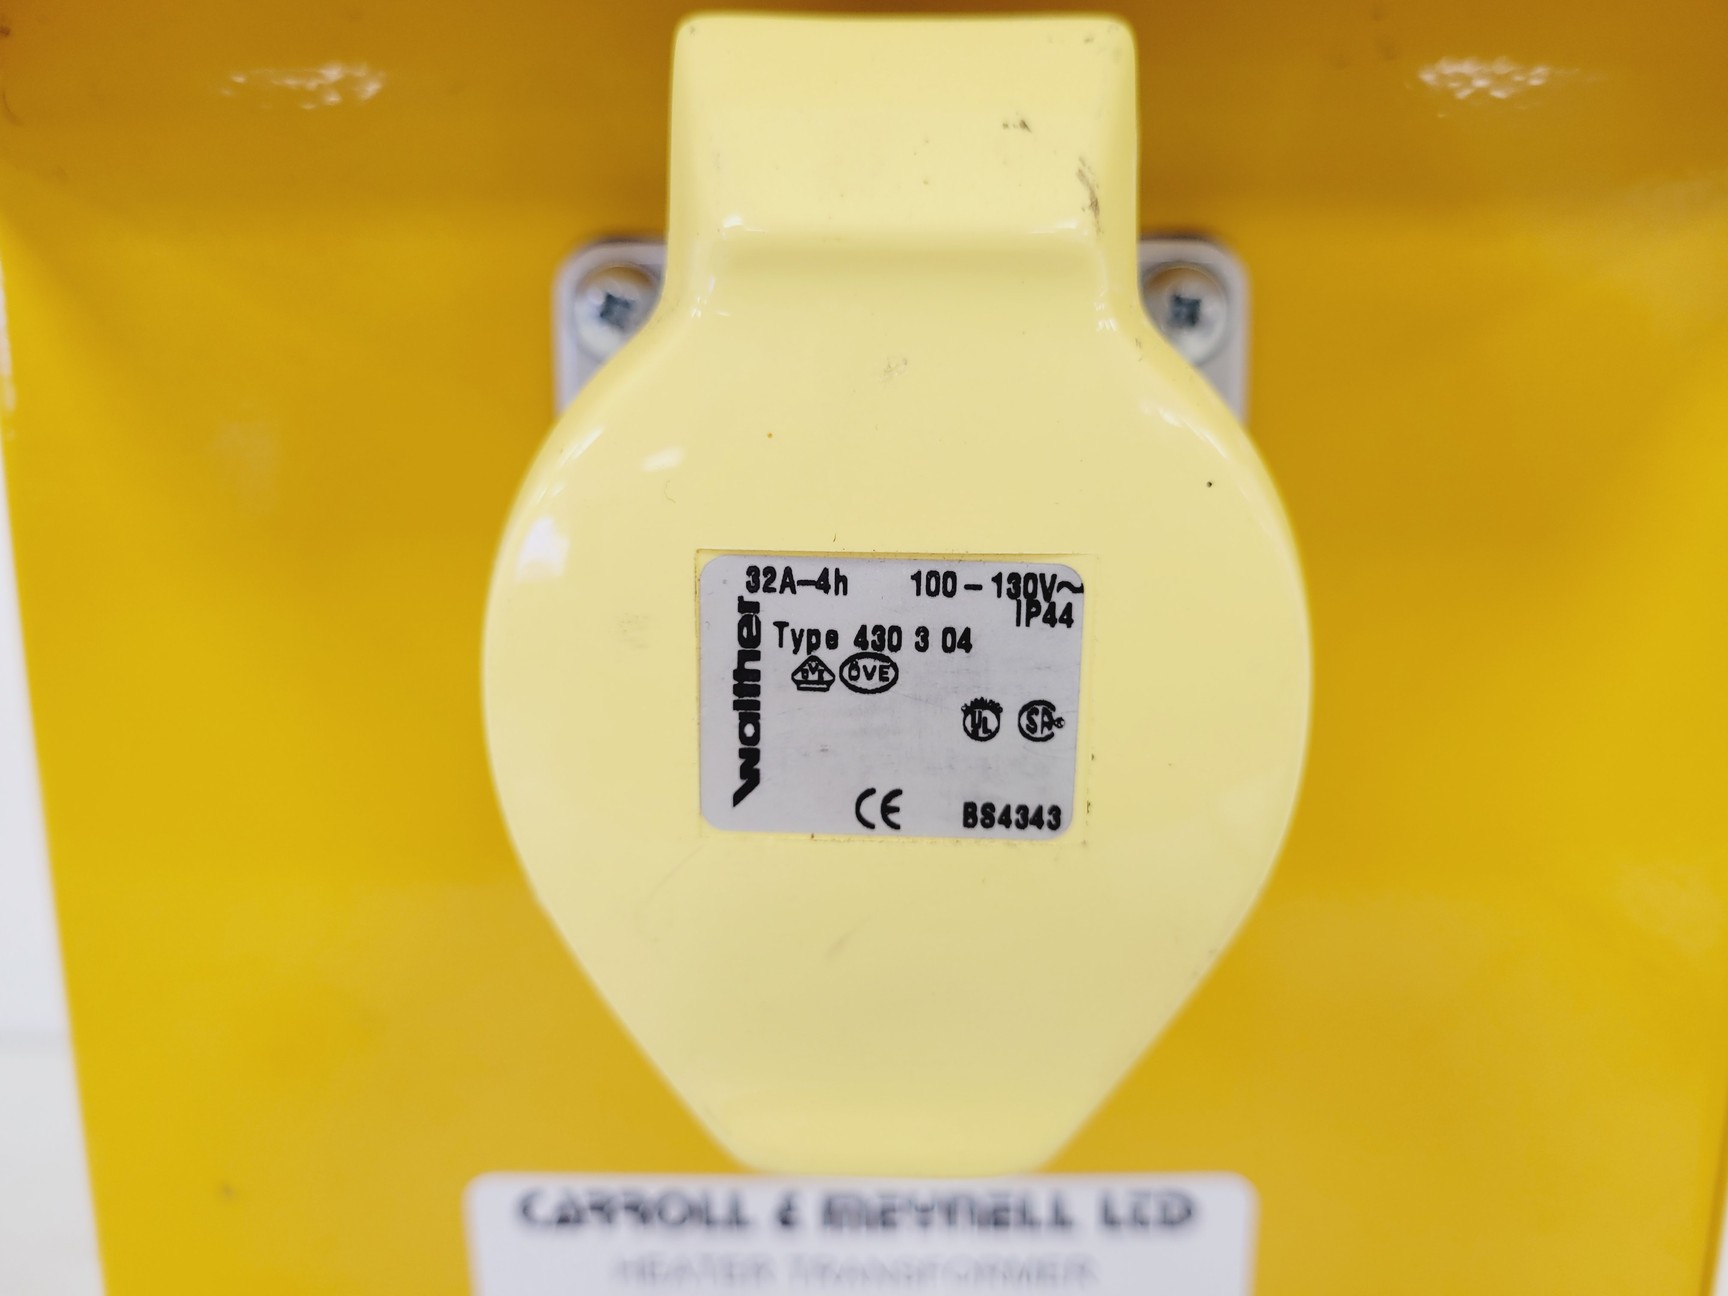 32A-4h 100-130V~
IP44
walther
Type 430 3 04
ÖVE
UL SA®
CE BS4343
CARROLL & MEYNELL LTD
HEATER TRANSFORMER